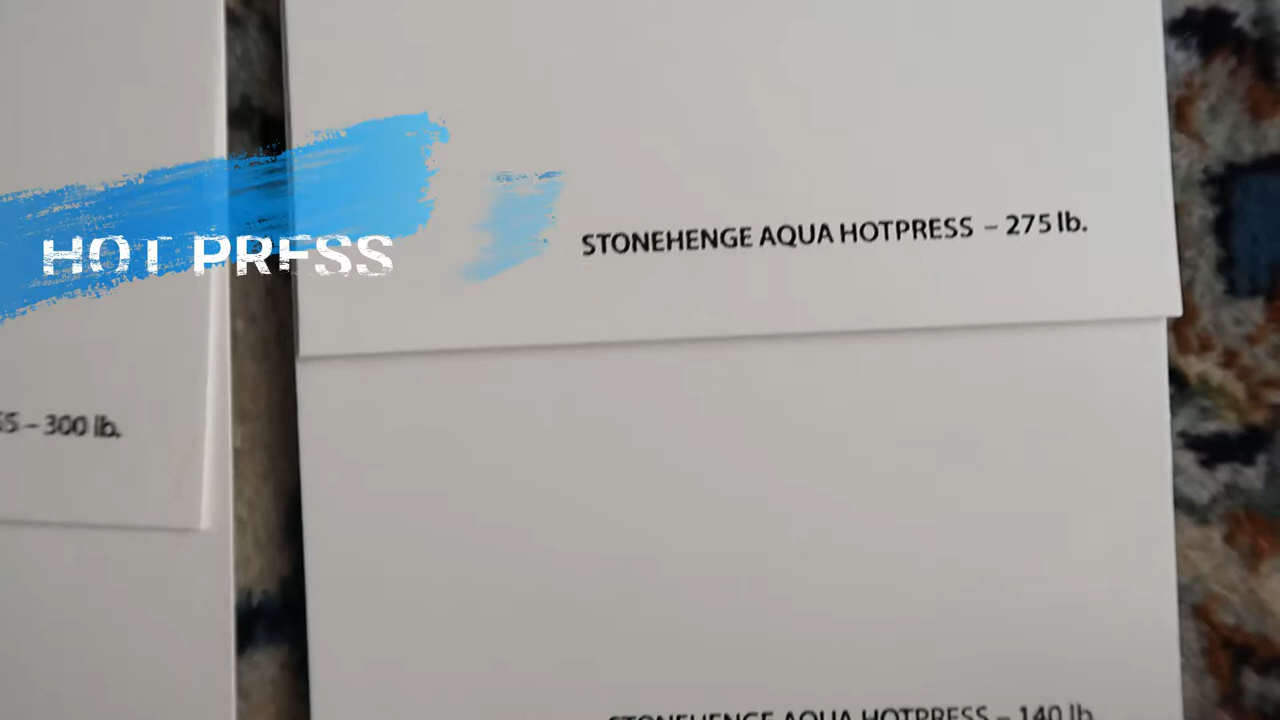 HOT PRESS
STONEHENGE AQUA HOTPRESS – 275 lb.
– 300 lb.
STONEHENGE AQUA HOTPRESS – 140 lb.